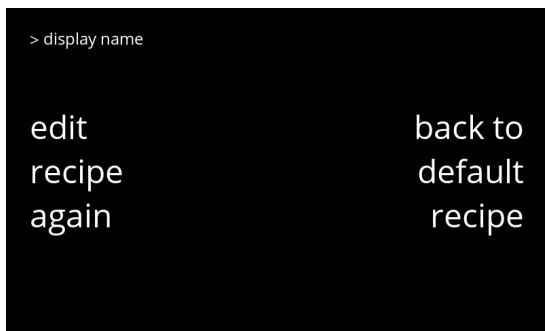 > display name
edit
recipe
again
back to
default
recipe